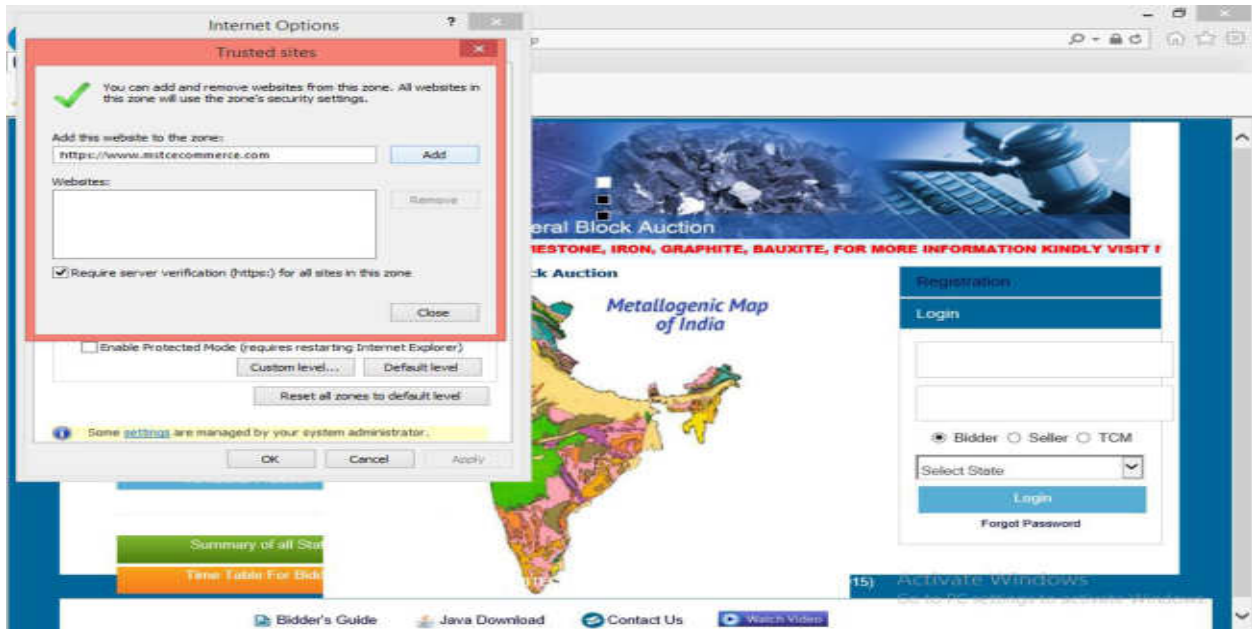 Internet Options
?
Trusted sites
You can add and remove websites from this zone. All websites in
this zone will use the zone's security settings.
Add this website to the zone:
https://www.mstcecommerce.com
Add
Websites:
Remove
Require server verification (https:) for all sites in this zone
Close
Enable Protected Mode (requires restarting Internet Explorer)
Custom level...
Default level
Reset all zones to default level
Some settings are managed by your system administrator.
OK
Cancel
Apply
eral Block Auction
ESTONE, IRON, GRAPHITE, BAUXITE, FOR MORE INFORMATION KINDLY VISIT
ck Auction
Metallogenic Map
of India
Registration
Login
Bidder
Seller
TCM
Select State
Login
Forgot Password
Summary of all Stat
Time Table For Bidd
15)
Activate Windows
Go to PC settings to activate Windows.
Bidder's Guide
Java Download
Contact Us
Watch Video